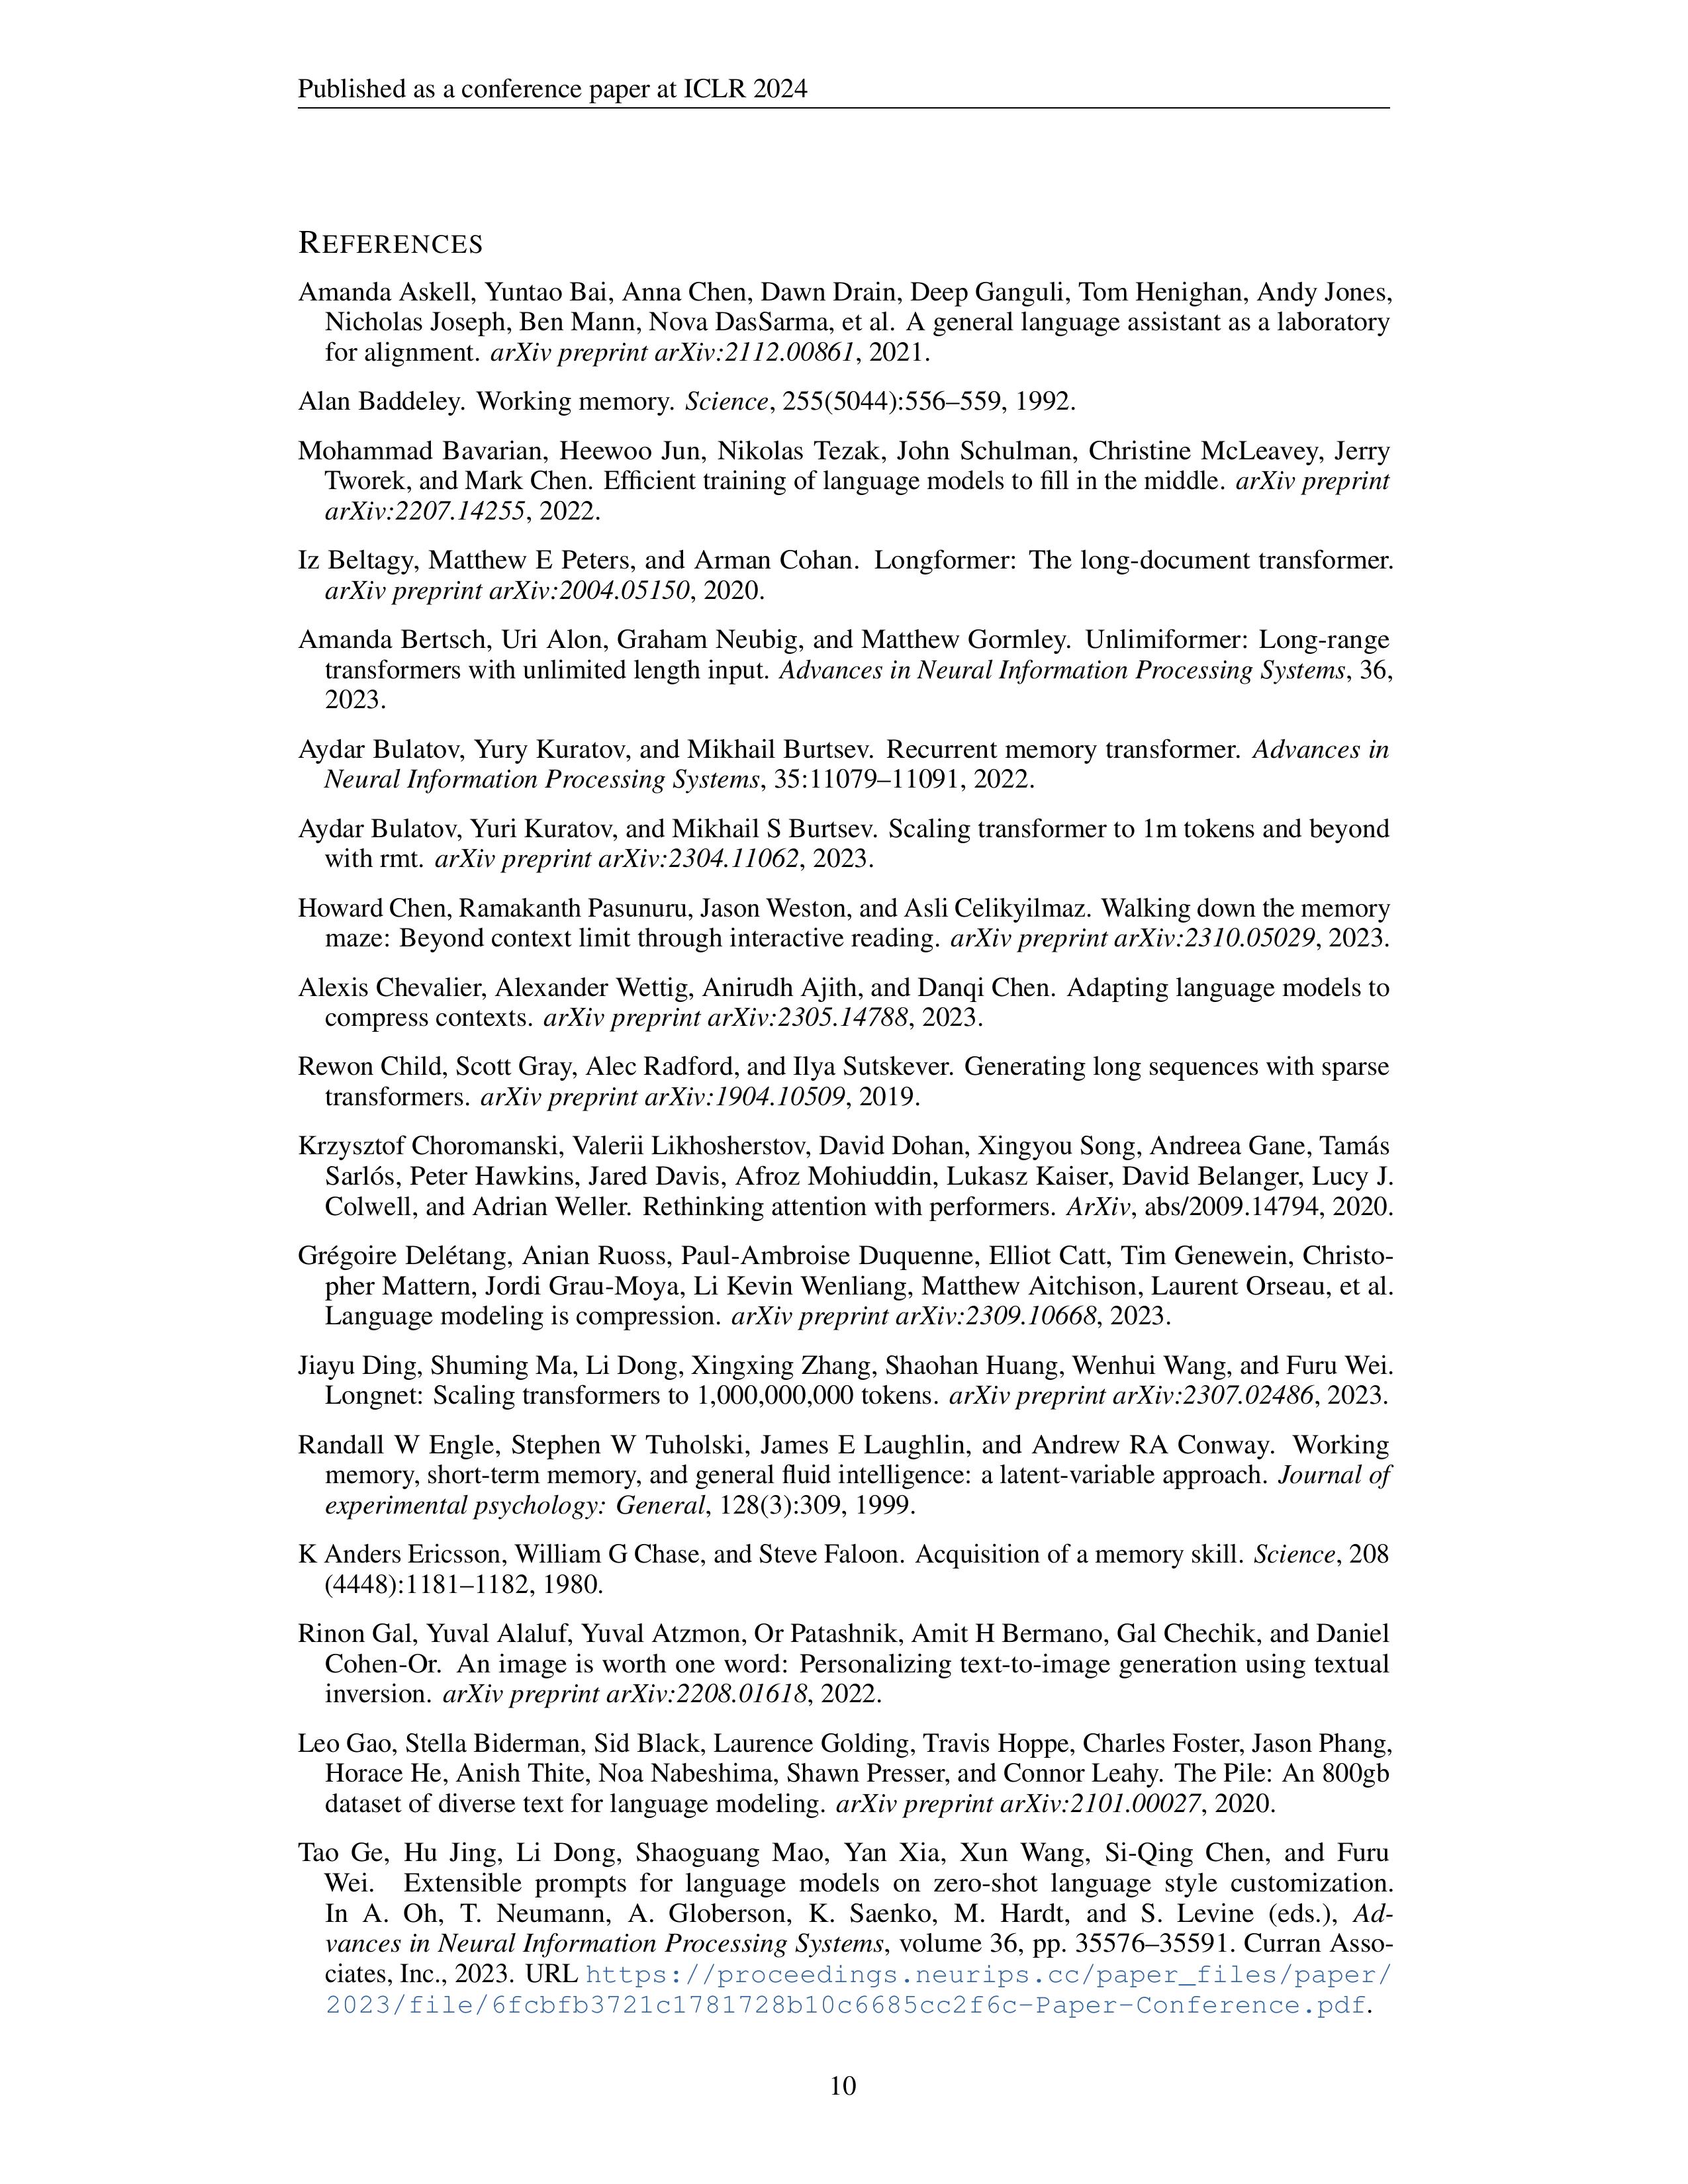 Published as a conference paper at ICLR 2024
REFERENCES
Amanda Askell, Yuntao Bai, Anna Chen, Dawn Drain, Deep Ganguli, Tom Henighan, Andy Jones,
Nicholas Joseph, Ben Mann, Nova DasSarma, et al. A general language assistant as a laboratory
for alignment. arXiv preprint arXiv:2112.00861, 2021.
Alan Baddeley. Working memory. Science, 255(5044):556–559, 1992.
Mohammad Bavarian, Heewoo Jun, Nikolas Tezak, John Schulman, Christine McLeavey, Jerry
Tworek, and Mark Chen. Efficient training of language models to fill in the middle. arXiv preprint
arXiv:2207.14255, 2022.
Iz Beltagy, Matthew E Peters, and Arman Cohan. Longformer: The long-document transformer.
arXiv preprint arXiv:2004.05150, 2020.
Amanda Bertsch, Uri Alon, Graham Neubig, and Matthew Gormley. Unlimiformer: Long-range
transformers with unlimited length input. Advances in Neural Information Processing Systems, 36,
2023.
Aydar Bulatov, Yury Kuratov, and Mikhail Burtsev. Recurrent memory transformer. Advances in
Neural Information Processing Systems, 35:11079–11091, 2022.
Aydar Bulatov, Yuri Kuratov, and Mikhail S Burtsev. Scaling transformer to 1m tokens and beyond
with rmt. arXiv preprint arXiv:2304.11062, 2023.
Howard Chen, Ramakanth Pasunuru, Jason Weston, and Asli Celikyilmaz. Walking down the memory
maze: Beyond context limit through interactive reading. arXiv preprint arXiv:2310.05029, 2023.
Alexis Chevalier, Alexander Wettig, Anirudh Ajith, and Danqi Chen. Adapting language models to
compress contexts. arXiv preprint arXiv:2305.14788, 2023.
Rewon Child, Scott Gray, Alec Radford, and Ilya Sutskever. Generating long sequences with sparse
transformers. arXiv preprint arXiv:1904.10509, 2019.
Krzysztof Choromanski, Valerii Likhosherstov, David Dohan, Xingyou Song, Andreea Gane, Tamás
Sarlós, Peter Hawkins, Jared Davis, Afroz Mohiuddin, Lukasz Kaiser, David Belanger, Lucy J.
Colwell, and Adrian Weller. Rethinking attention with performers. ArXiv, abs/2009.14794, 2020.
Grégoire Delétang, Anian Ruoss, Paul-Ambroise Duquenne, Elliot Catt, Tim Genewein, Christo-
pher Mattern, Jordi Grau-Moya, Li Kevin Wenliang, Matthew Aitchison, Laurent Orseau, et al.
Language modeling is compression. arXiv preprint arXiv:2309.10668, 2023.
Jiayu Ding, Shuming Ma, Li Dong, Xingxing Zhang, Shaohan Huang, Wenhui Wang, and Furu Wei.
Longnet: Scaling transformers to 1,000,000,000 tokens. arXiv preprint arXiv:2307.02486, 2023.
Randall W Engle, Stephen W Tuholski, James E Laughlin, and Andrew RA Conway. Working
memory, short-term memory, and general fluid intelligence: a latent-variable approach. Journal of
experimental psychology: General, 128(3):309, 1999.
K Anders Ericsson, William G Chase, and Steve Faloon. Acquisition of a memory skill. Science, 208
(4448):1181–1182, 1980.
Rinon Gal, Yuval Alaluf, Yuval Atzmon, Or Patashnik, Amit H Bermano, Gal Chechik, and Daniel
Cohen-Or. An image is worth one word: Personalizing text-to-image generation using textual
inversion. arXiv preprint arXiv:2208.01618, 2022.
Leo Gao, Stella Biderman, Sid Black, Laurence Golding, Travis Hoppe, Charles Foster, Jason Phang,
Horace He, Anish Thite, Noa Nabeshima, Shawn Presser, and Connor Leahy. The Pile: An 800gb
dataset of diverse text for language modeling. arXiv preprint arXiv:2101.00027, 2020.
Tao Ge, Hu Jing, Li Dong, Shaoguang Mao, Yan Xia, Xun Wang, Si-Qing Chen, and Furu
Wei. Extensible prompts for language models on zero-shot language style customization.
In A. Oh, T. Neumann, A. Globerson, K. Saenko, M. Hardt, and S. Levine (eds.), Ad-
vances in Neural Information Processing Systems, volume 36, pp. 35576–35591. Curran Asso-
ciates, Inc., 2023. URL https://proceedings.neurips.cc/paper_files/paper/
2023/file/6fcbfb3721c1781728b10c6685cc2f6c-Paper-Conference.pdf.
10